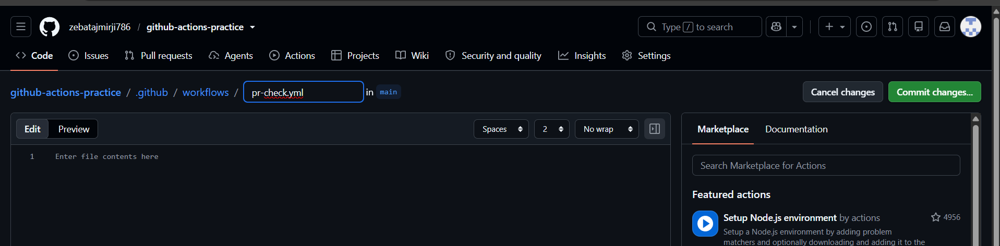 zebatajmirji786 / github-actions-practice
Type / to search
Code Issues Pull requests Agents Actions Projects Wiki Security and quality Insights Settings
github-actions-practice / .github / workflows / pr-check.yml in main
Cancel changes Commit changes...
Edit Preview Spaces 2 No wrap
1 Enter file contents here
Marketplace Documentation
Search Marketplace for Actions
Featured actions
Setup Node.js environment by actions 4956
Setup a Node.js environment by adding problem
matchers and optionally downloading and adding it to the